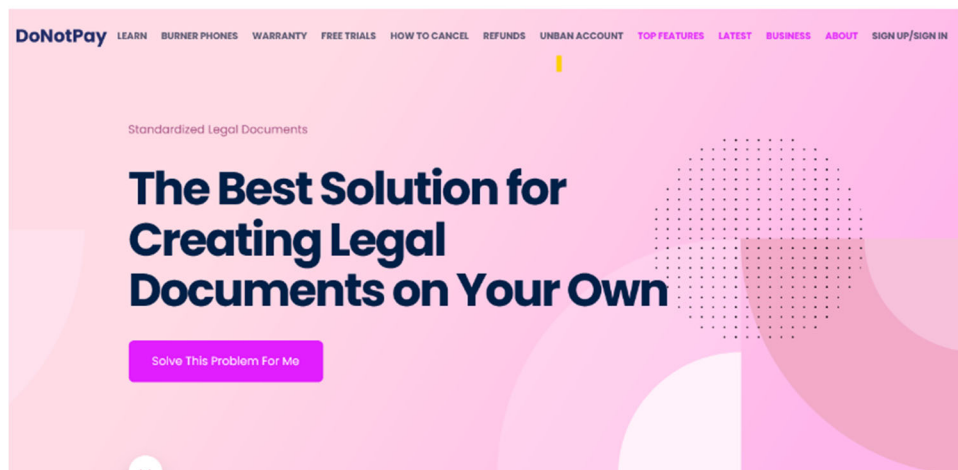 DoNotPay LEARN BURNER PHONES WARRANTY FREE TRIALS HOW TO CANCEL REFUNDS UNBAN ACCOUNT TOP FEATURES LATEST BUSINESS ABOUT SIGN UP/SIGN IN
Standardized Legal Documents
The Best Solution for
Creating Legal
Documents on Your Own
Solve This Problem For Me